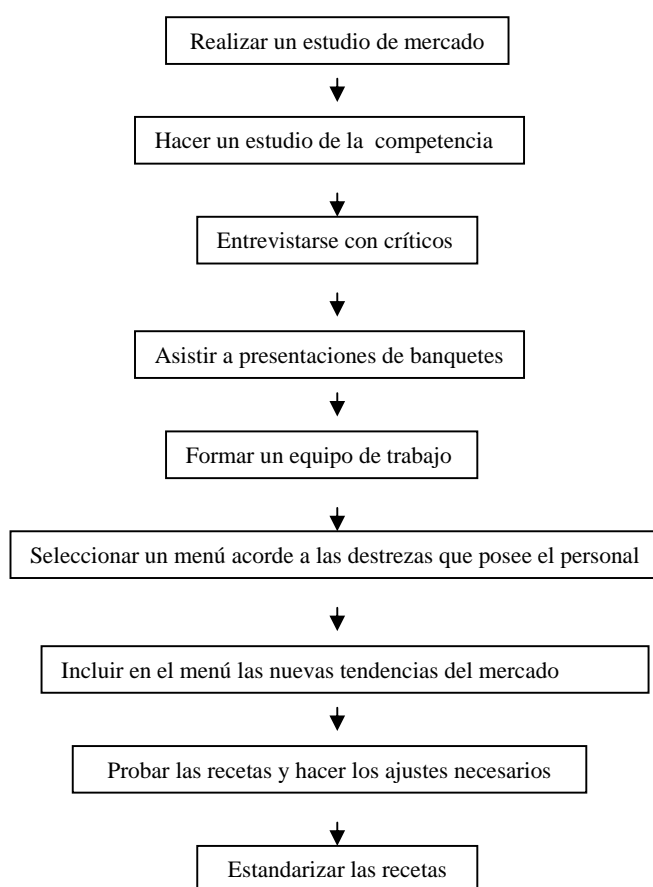 Realizar un estudio de mercado
Hacer un estudio de la competencia
Entrevistarse con críticos
Asistir a presentaciones de banquetes
Formar un equipo de trabajo
Seleccionar un menú acorde a las destrezas que posee el personal
Incluir en el menú las nuevas tendencias del mercado
Probar las recetas y hacer los ajustes necesarios
Estandarizar las recetas